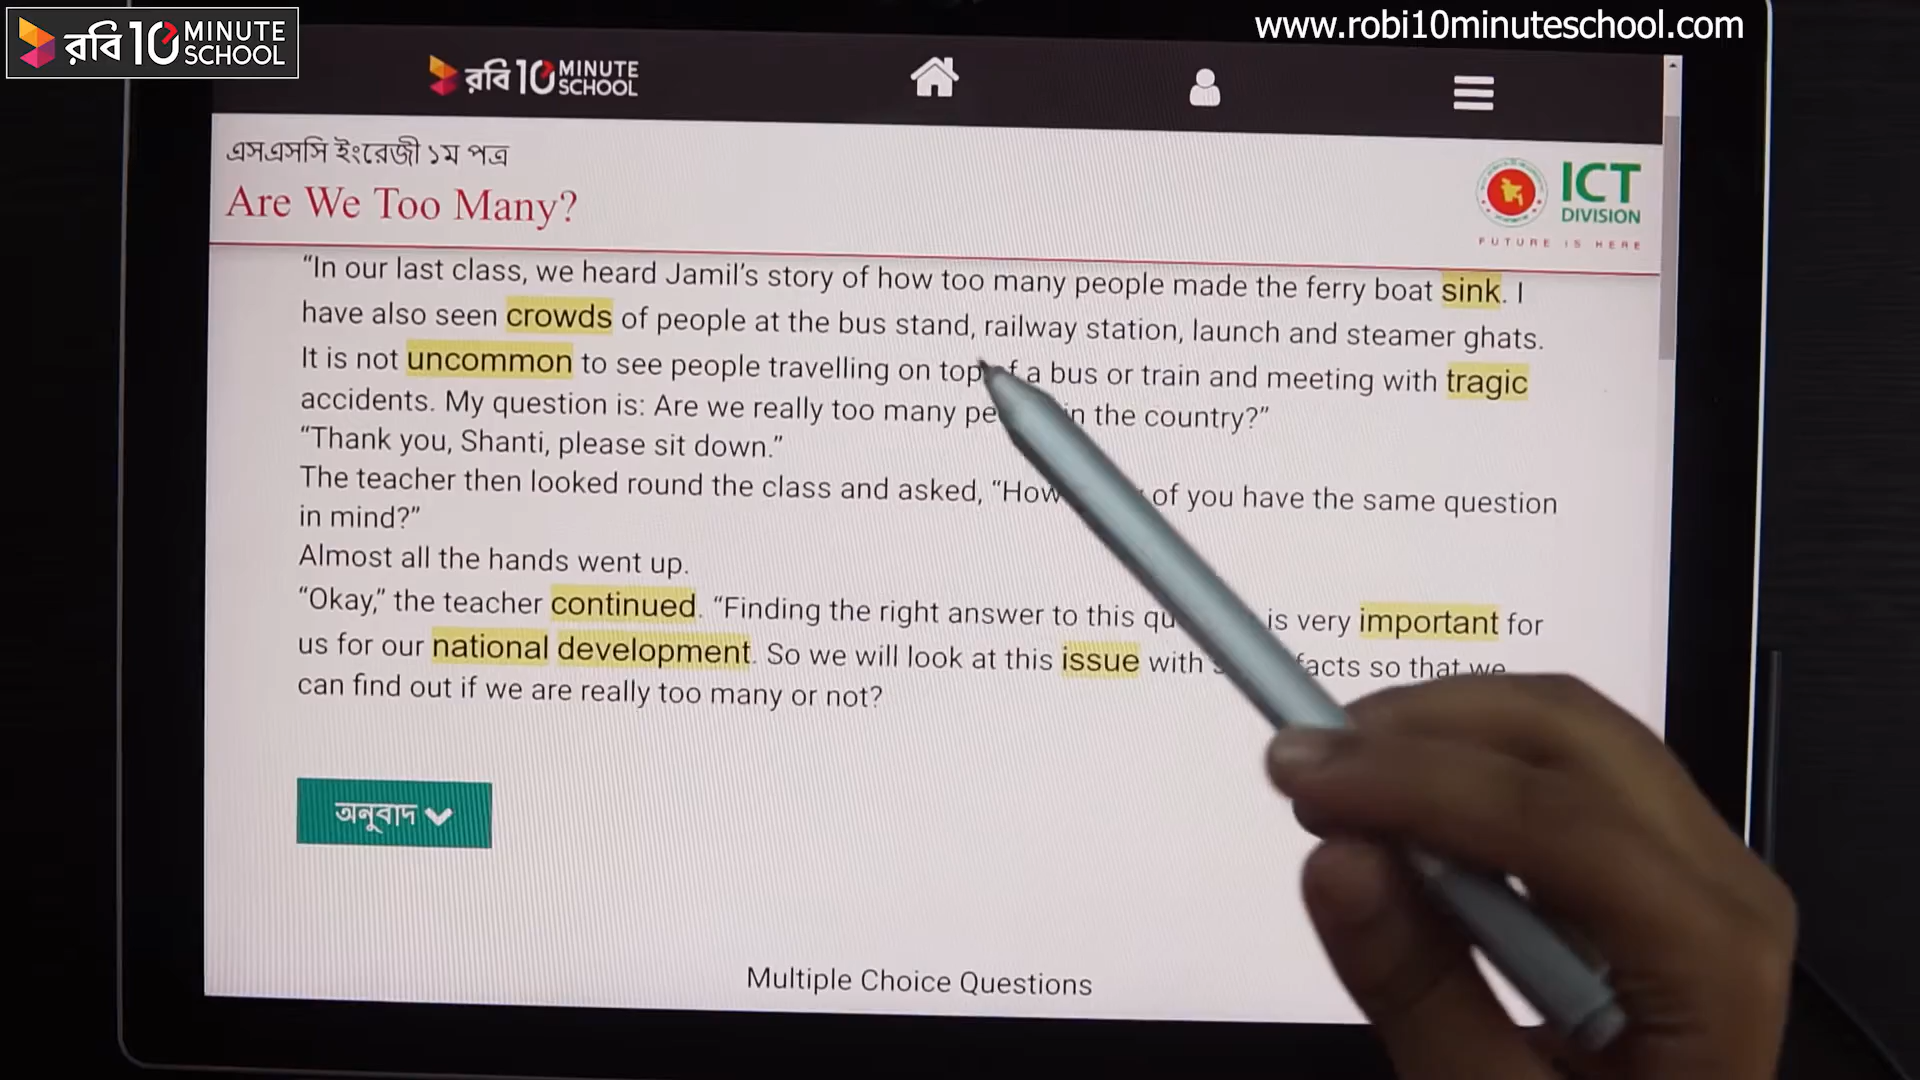 রবি 10 MINUTE SCHOOL
www.robi10minuteschool.com
রবি 10 MINUTE SCHOOL
এসএসসি ইংরেজী ১ম পত্র
Are We Too Many?
ICT
DIVISION
FUTURE IS HERE
“In our last class, we heard Jamil’s story of how too many people made the ferry boat sink. I
have also seen crowds of people at the bus stand, railway station, launch and steamer ghats.
It is not uncommon to see people travelling on top of a bus or train and meeting with tragic
accidents. My question is: Are we really too many in the country?”
“Thank you, Shanti, please sit down.”
The teacher then looked round the class and asked, “How of you have the same question
in mind?”
Almost all the hands went up.
“Okay,” the teacher continued. “Finding the right answer to this is very important for
us for our national development. So we will look at this issue with facts so that we
can find out if we are really too many or not?
অনুবাদ
Multiple Choice Questions